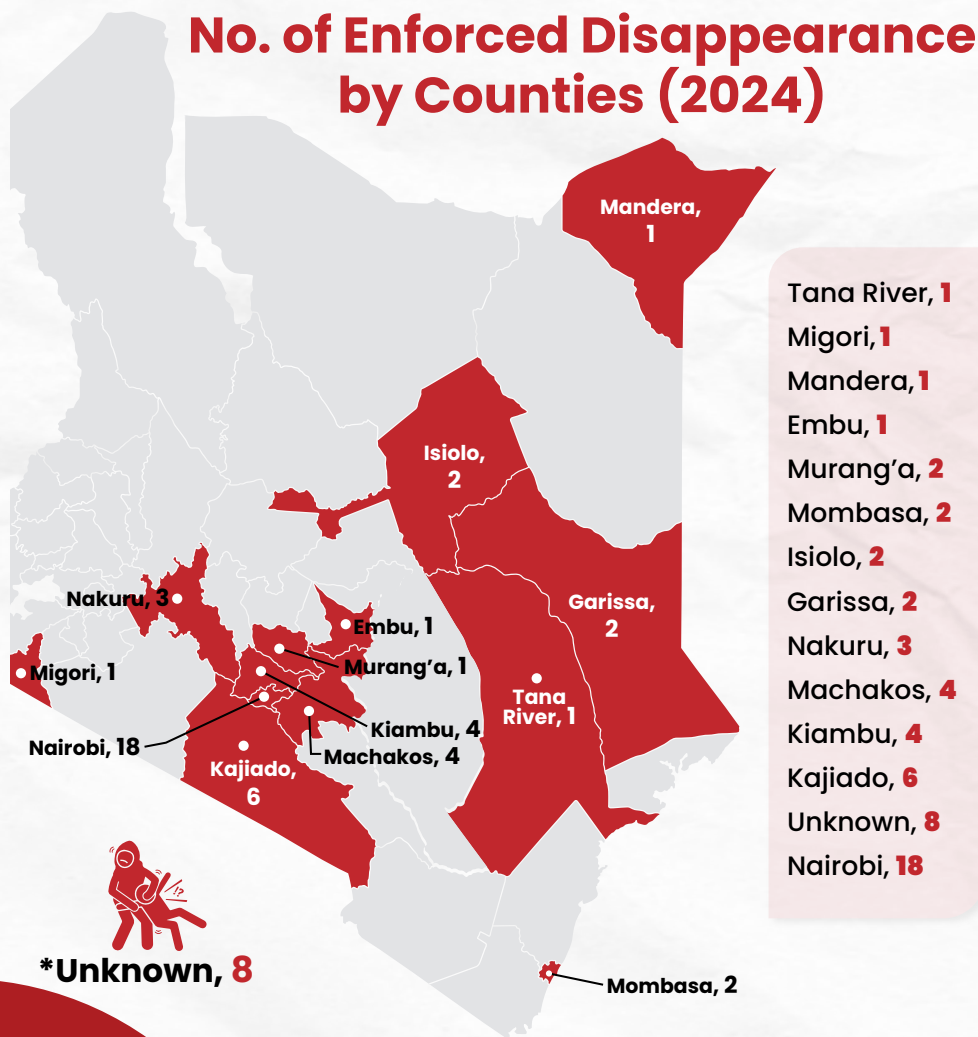 No. of Enforced Disappearance
by Counties (2024)
Mandera,
1
Isiolo,
2
Garissa,
2
Nakuru, 3
Embu, 1
Murang’a, 1
Migori, 1
Tana
River, 1
Kiambu, 4
Nairobi, 18
Machakos, 4
Kajiado,
6
!?
*Unknown, 8
Mombasa, 2
Tana River, 1
Migori, 1
Mandera, 1
Embu, 1
Murang’a, 2
Mombasa, 2
Isiolo, 2
Garissa, 2
Nakuru, 3
Machakos, 4
Kiambu, 4
Kajiado, 6
Unknown, 8
Nairobi, 18